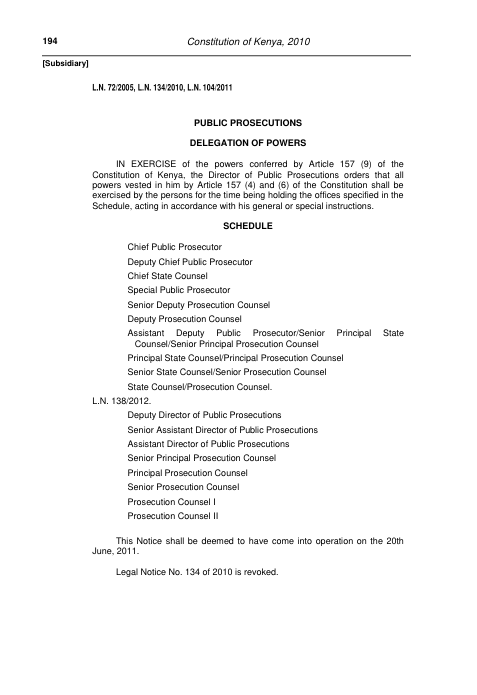 194
Constitution of Kenya, 2010
[Subsidiary]
L.N. 72/2005, L.N. 134/2010, L.N. 104/2011
PUBLIC PROSECUTIONS
DELEGATION OF POWERS
IN EXERCISE of the powers conferred by Article 157 (9) of the
Constitution of Kenya, the Director of Public Prosecutions orders that all
powers vested in him by Article 157 (4) and (6) of the Constitution shall be
exercised by the persons for the time being holding the offices specified in the
Schedule, acting in accordance with his general or special instructions.
SCHEDULE
Chief Public Prosecutor
Deputy Chief Public Prosecutor
Chief State Counsel
Special Public Prosecutor
Senior Deputy Prosecution Counsel
Deputy Prosecution Counsel
Assistant Deputy Public Prosecutor/Senior Principal State
Counsel/Senior Principal Prosecution Counsel
Principal State Counsel/Principal Prosecution Counsel
Senior State Counsel/Senior Prosecution Counsel
State Counsel/Prosecution Counsel.
L.N. 138/2012.
Deputy Director of Public Prosecutions
Senior Assistant Director of Public Prosecutions
Assistant Director of Public Prosecutions
Senior Principal Prosecution Counsel
Principal Prosecution Counsel
Senior Prosecution Counsel
Prosecution Counsel I
Prosecution Counsel II
This Notice shall be deemed to have come into operation on the 20th
June, 2011.
Legal Notice No. 134 of 2010 is revoked.